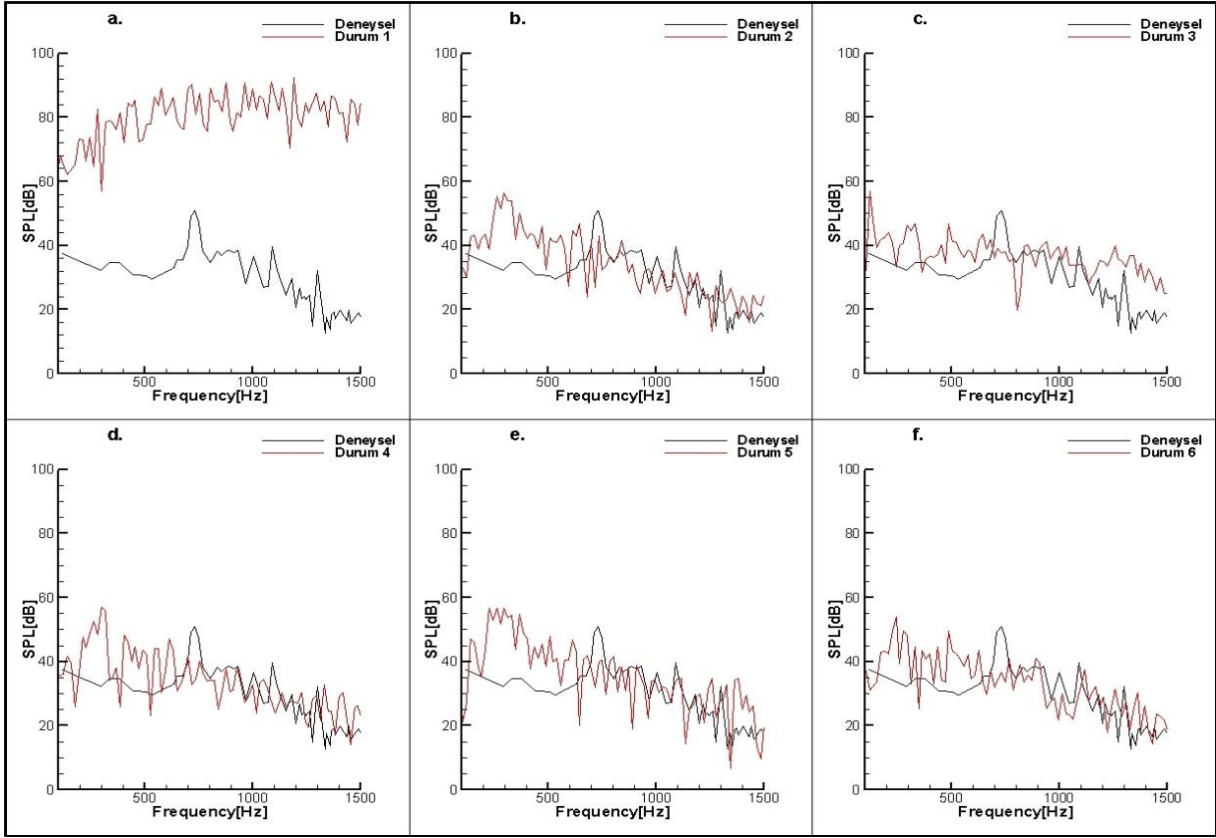 a.
Deneysel
Durum 1
100
80
60
40
20
0
SPL[dB]
500
1000
1500
Frequency[Hz]
b.
Deneysel
Durum 2
100
80
60
40
20
0
SPL[dB]
500
1000
1500
Frequency[Hz]
c.
Deneysel
Durum 3
100
80
60
40
20
0
SPL[dB]
500
1000
1500
Frequency[Hz]
d.
Deneysel
Durum 4
100
80
60
40
20
0
SPL[dB]
500
1000
1500
Frequency[Hz]
e.
Deneysel
Durum 5
100
80
60
40
20
0
SPL[dB]
500
1000
1500
Frequency[Hz]
f.
Deneysel
Durum 6
100
80
60
40
20
0
SPL[dB]
500
1000
1500
Frequency[Hz]